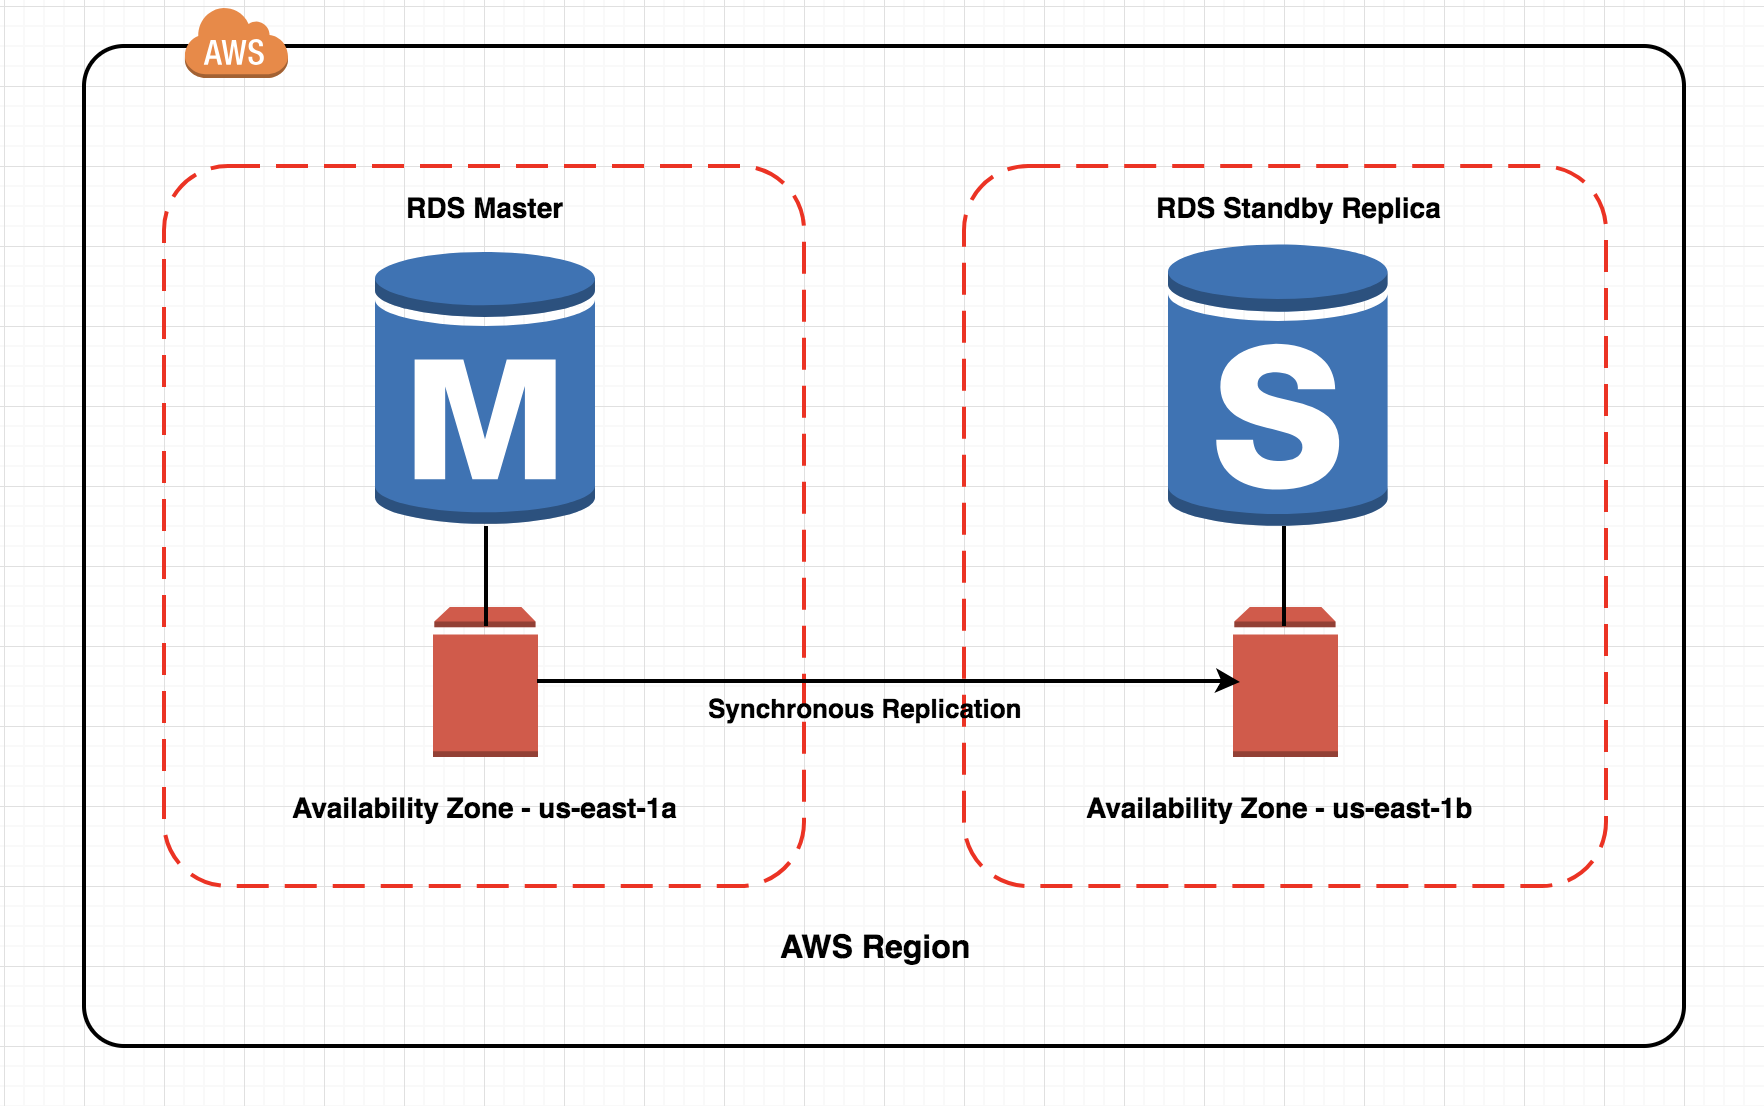 AWS
RDS Master
RDS Standby Replica
M
S
Synchronous Replication
Availability Zone - us-east-1a
Availability Zone - us-east-1b
AWS Region